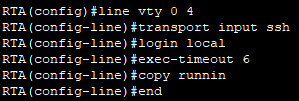 RTA(config)#line vty 0 4
RTA(config-line)#transport input ssh
RTA(config-line)#login local
RTA(config-line)#exec-timeout 6
RTA(config-line)#copy runnin
RTA(config-line)#end